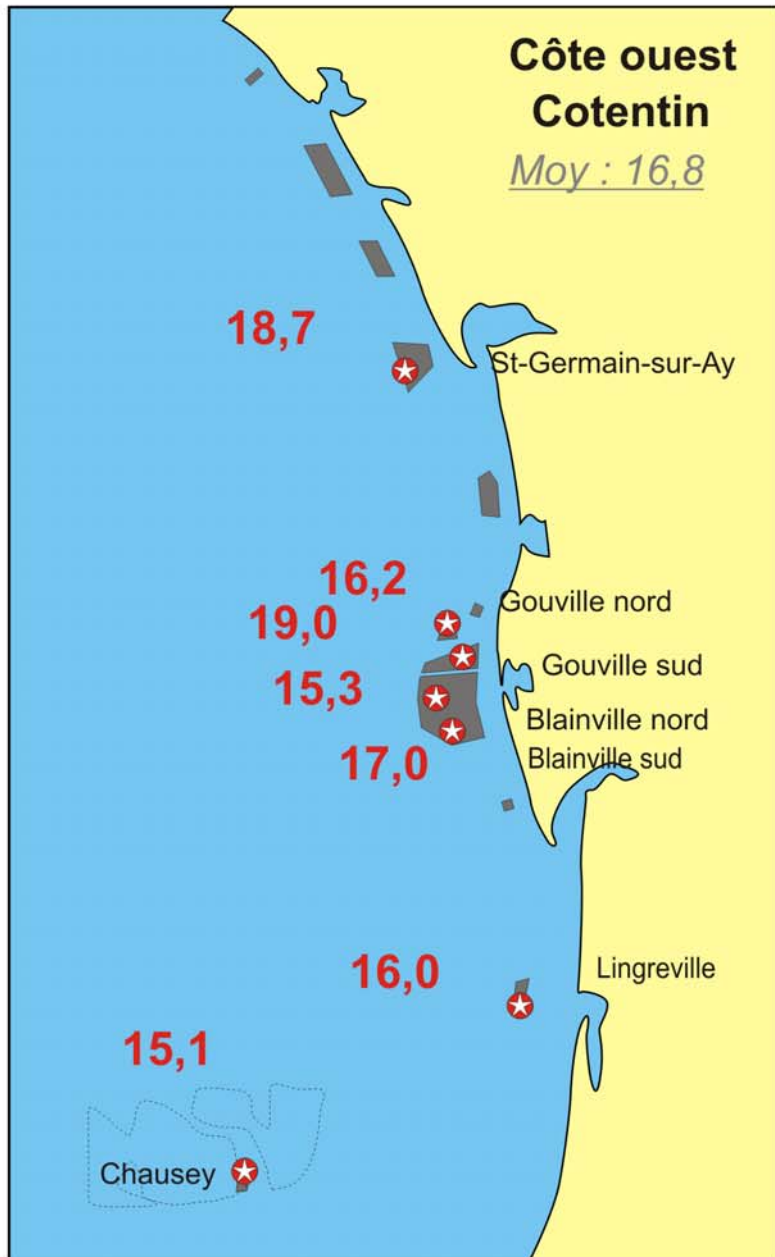 Côte ouest
Cotentin
Moy : 16,8
18,7
St-Germain-sur-Ay
16,2
Gouville nord
19,0
Gouville sud
15,3
Blainville nord
17,0
Blainville sud
16,0
Lingreville
15,1
Chausey